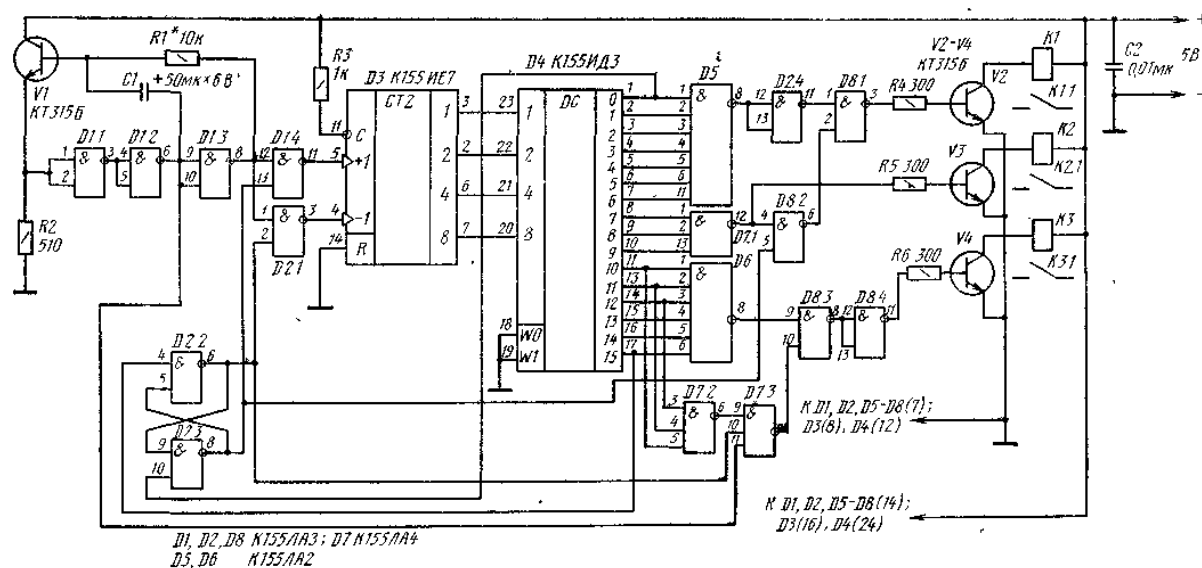 R1* 10к
C1 + 50мк×6 В
V1
КТ315Б
R2
510
R3
1к
D3 К155ИЕ7
D4 К155ИД3
V2-V4
КТ315Б
C2
0,01мк
5В
D1.1
D1.2
D1.3
D1.4
D2.1
D2.2
D2.3
CT2
C
+1
-1
R
DC
W0
W1
D5
D2.4
D8.1
R4 300
V2
K1
K1.1
K2
V3
R5 300
K2.1
D8.2
D7.1
D6
K3
V4
R6 300
K3.1
D8.3
D8.4
D7.2
D7.3
К D1, D2, D5-D8(7);
D3(8), D4(12)
К D1, D2, D5-D8(14);
D3(16), D4(24)
D1, D2, D8 К155ЛА3; D7 К155ЛА4
D5, D6 К155ЛА2